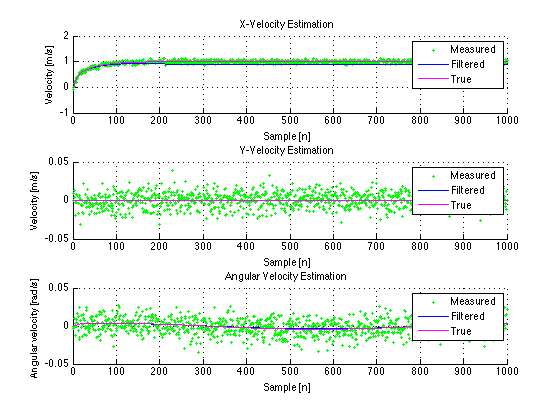 X-Velocity Estimation
2
1
0
-1
Velocity [m/s]
Measured
Filtered
True
0 100 200 300 400 500 600 700 800 900 1000
Sample [n]
Y-Velocity Estimation
0.05
0
-0.05
Velocity [m/s]
Measured
Filtered
True
0 100 200 300 400 500 600 700 800 900 1000
Sample [n]
Angular Velocity Estimation
0.05
0
-0.05
Angular velocity [rad/s]
Measured
Filtered
True
0 100 200 300 400 500 600 700 800 900 1000
Sample [n]